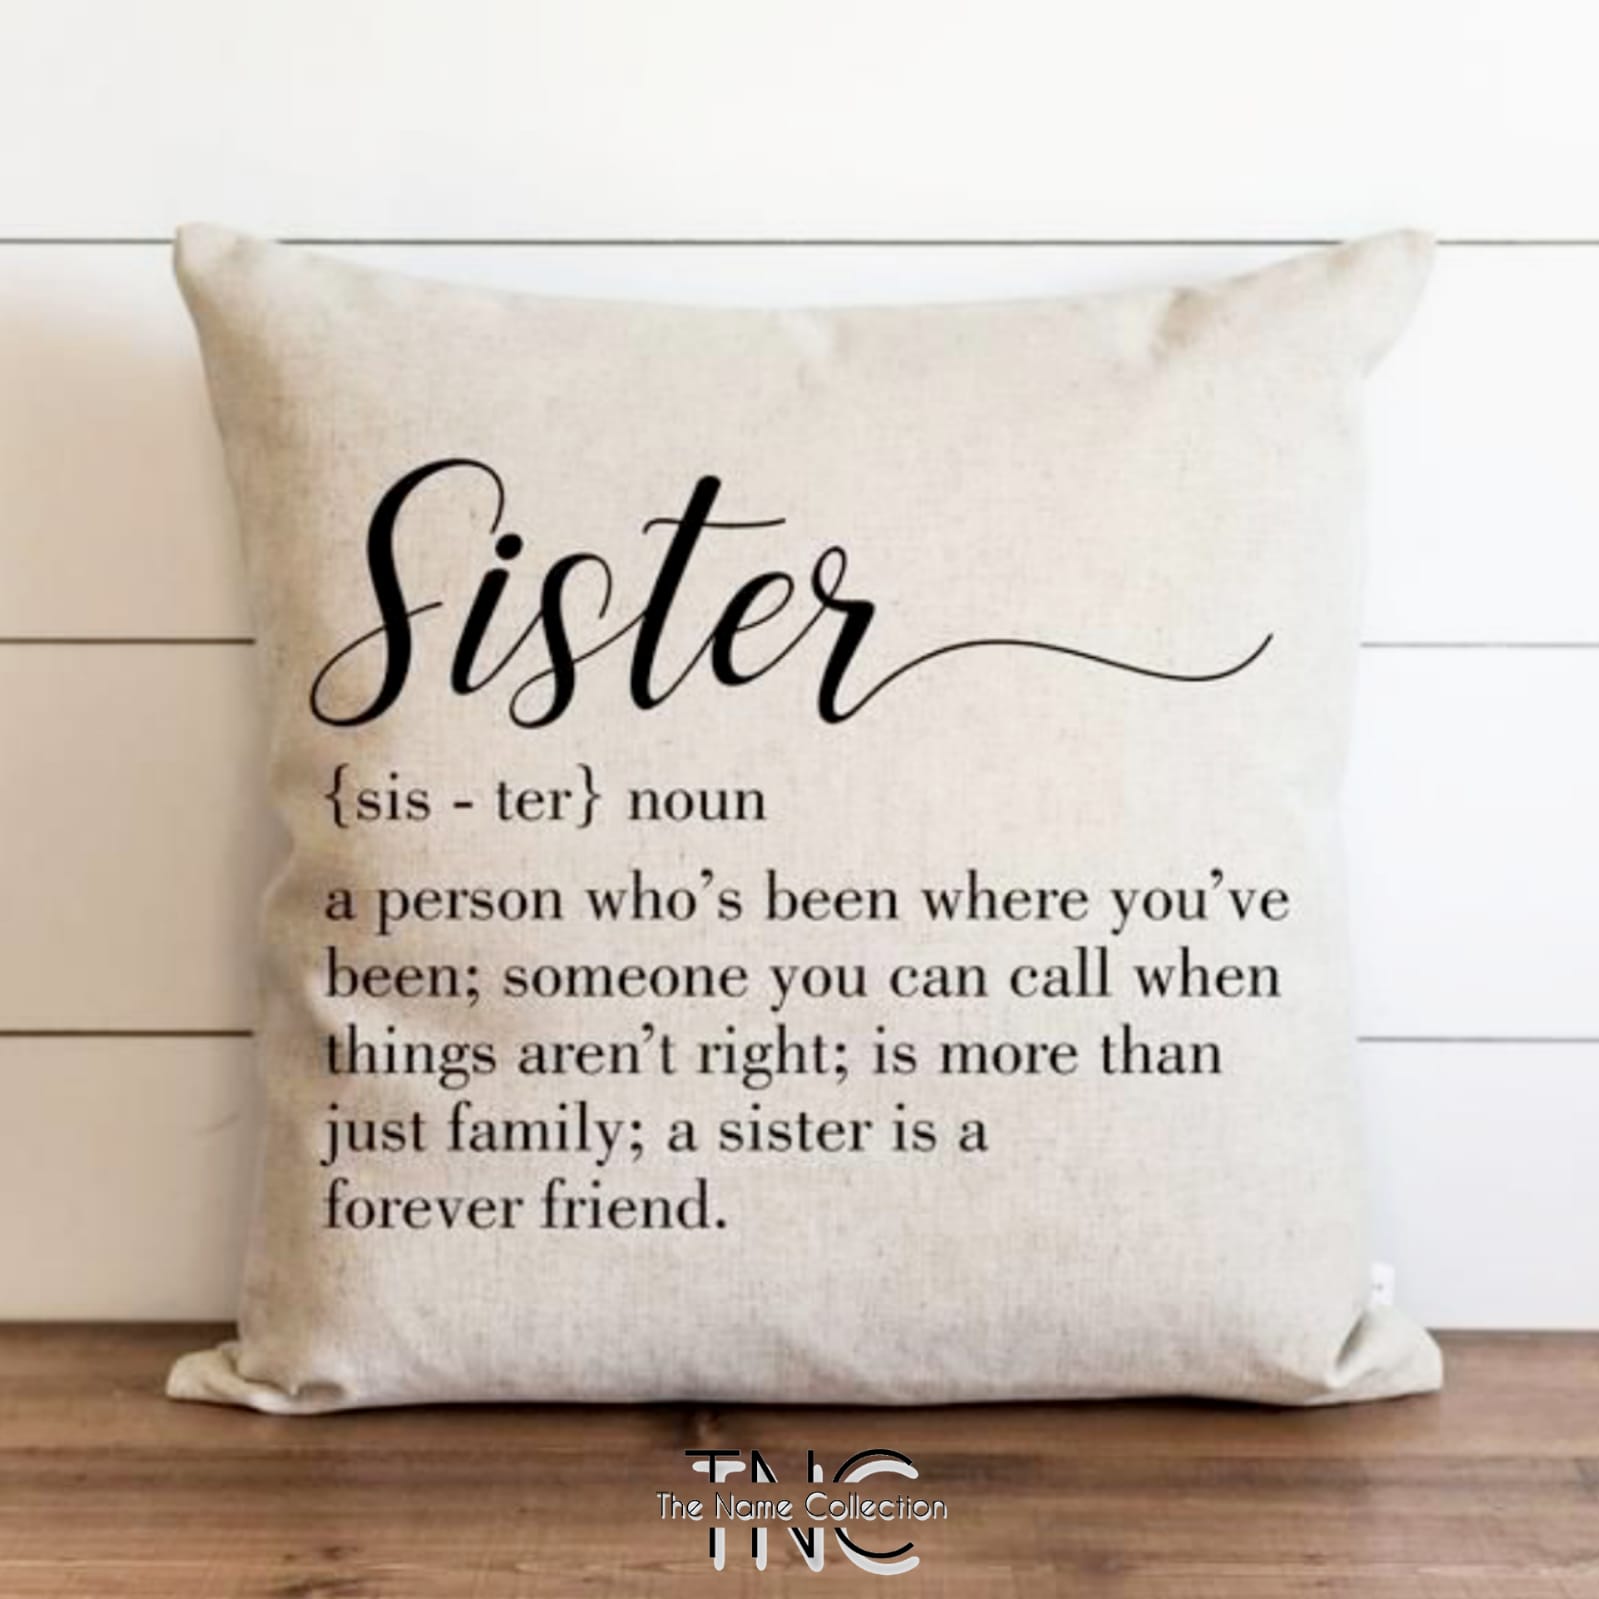 Sister
{sis - ter} noun
a person who's been where you've
been; someone you can call when
things aren't right; is more than
just family; a sister is a
forever friend.
TNC
The Name Collection